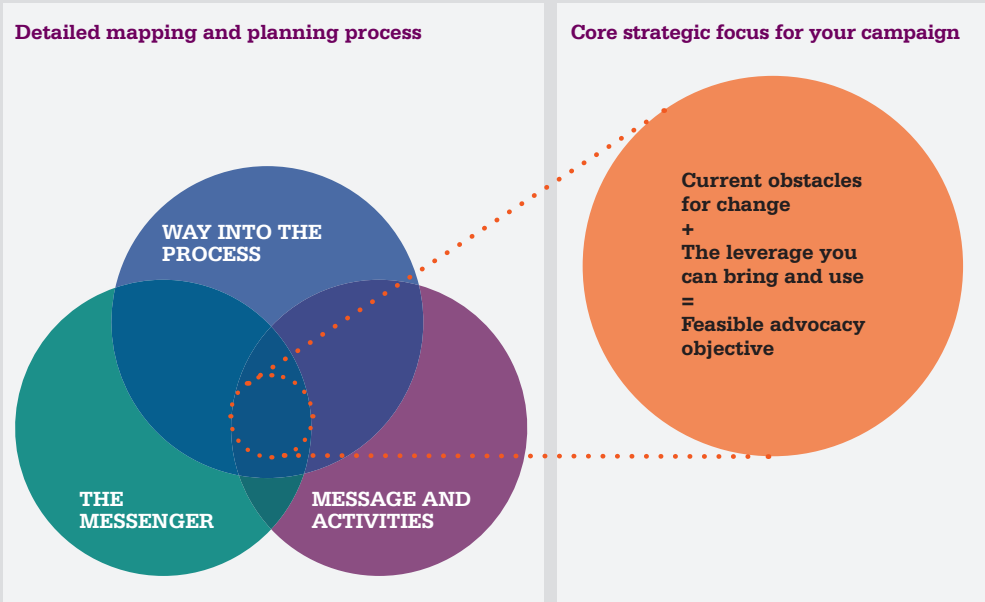 Detailed mapping and planning process
WAY INTO THE
PROCESS
THE
MESSENGER
MESSAGE AND
ACTIVITIES
Core strategic focus for your campaign
Current obstacles
for change
+
The leverage you
can bring and use
=
Feasible advocacy
objective